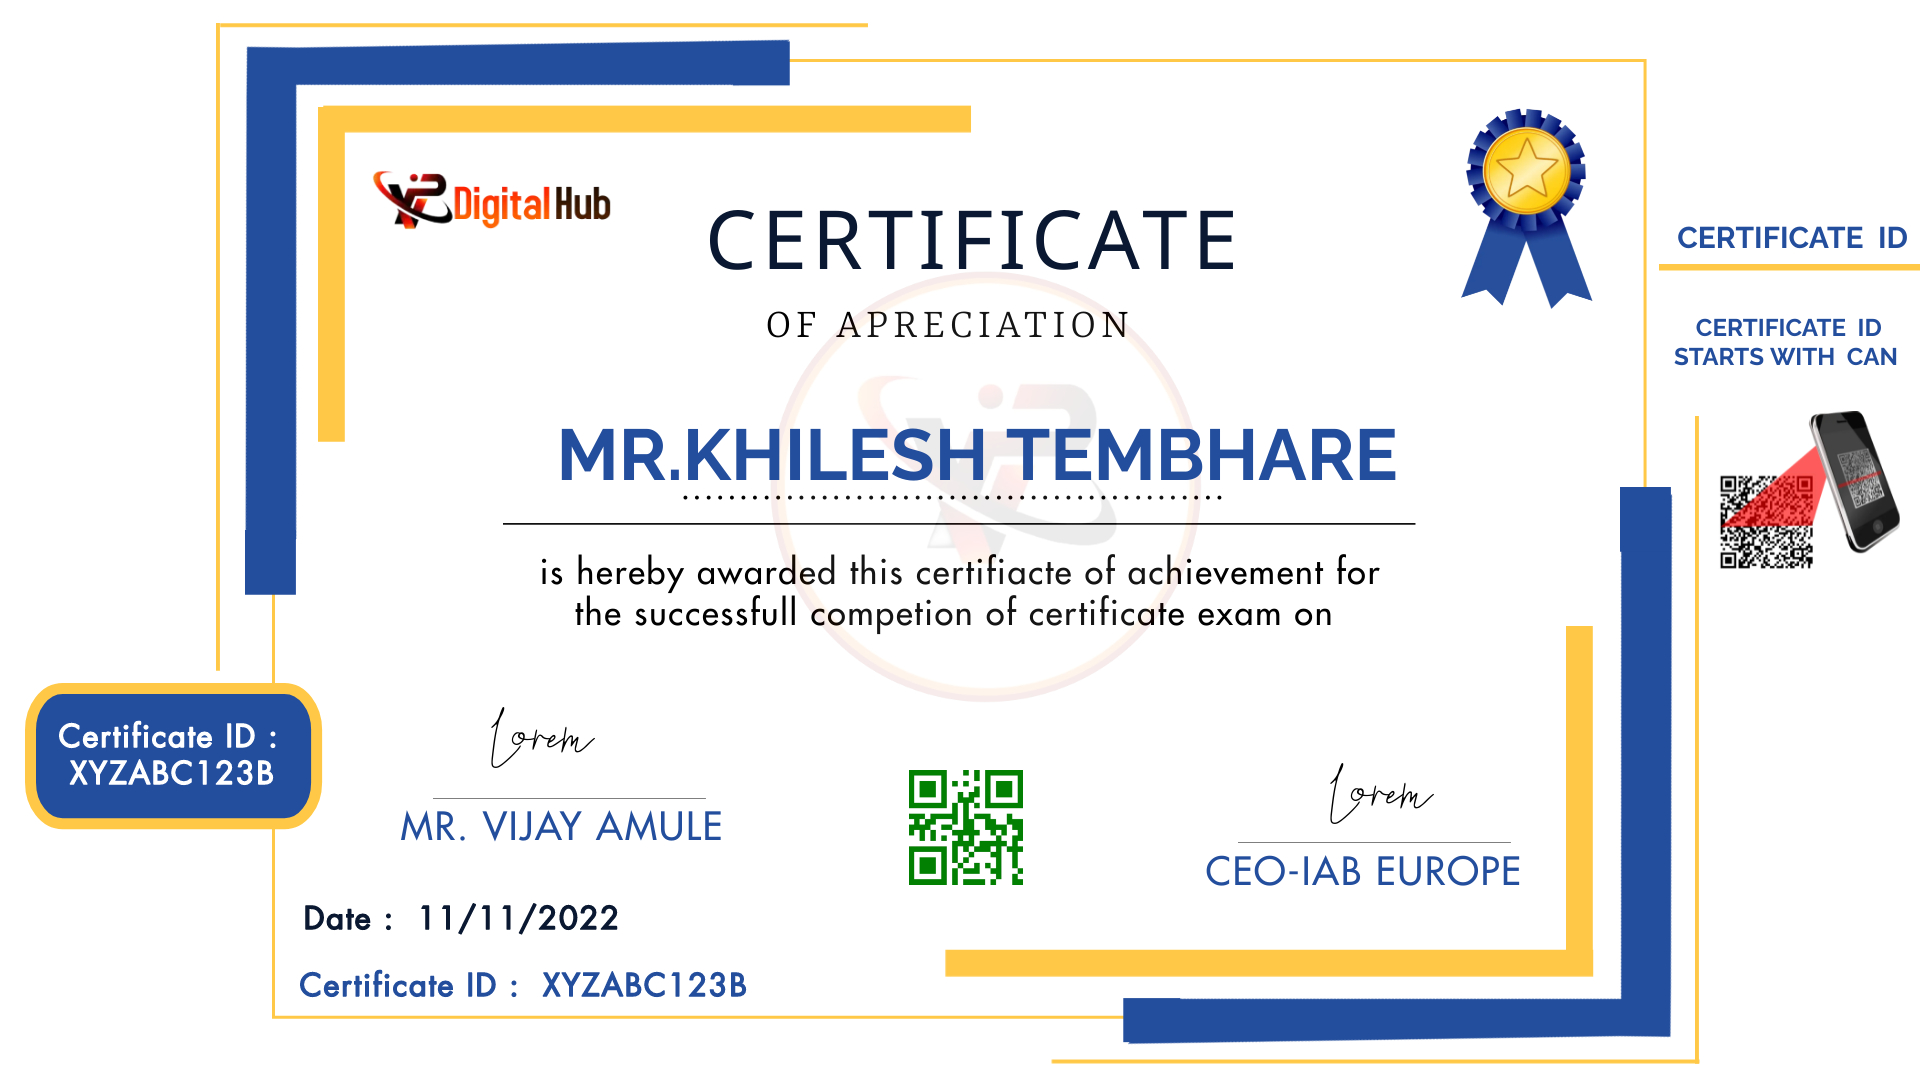 Digital Hub
CERTIFICATE
OF APRECIATION
CERTIFICATE ID
CERTIFICATE ID
STARTS WITH CAN
MR.KHILESH TEMBHARE
is hereby awarded this certifiacte of achievement for
the successfull competion of certificate exam on
Certificate ID :
XYZABC123B
Lorem
MR. VIJAY AMULE
Lorem
CEO-IAB EUROPE
Date : 11/11/2022
Certificate ID : XYZABC123B